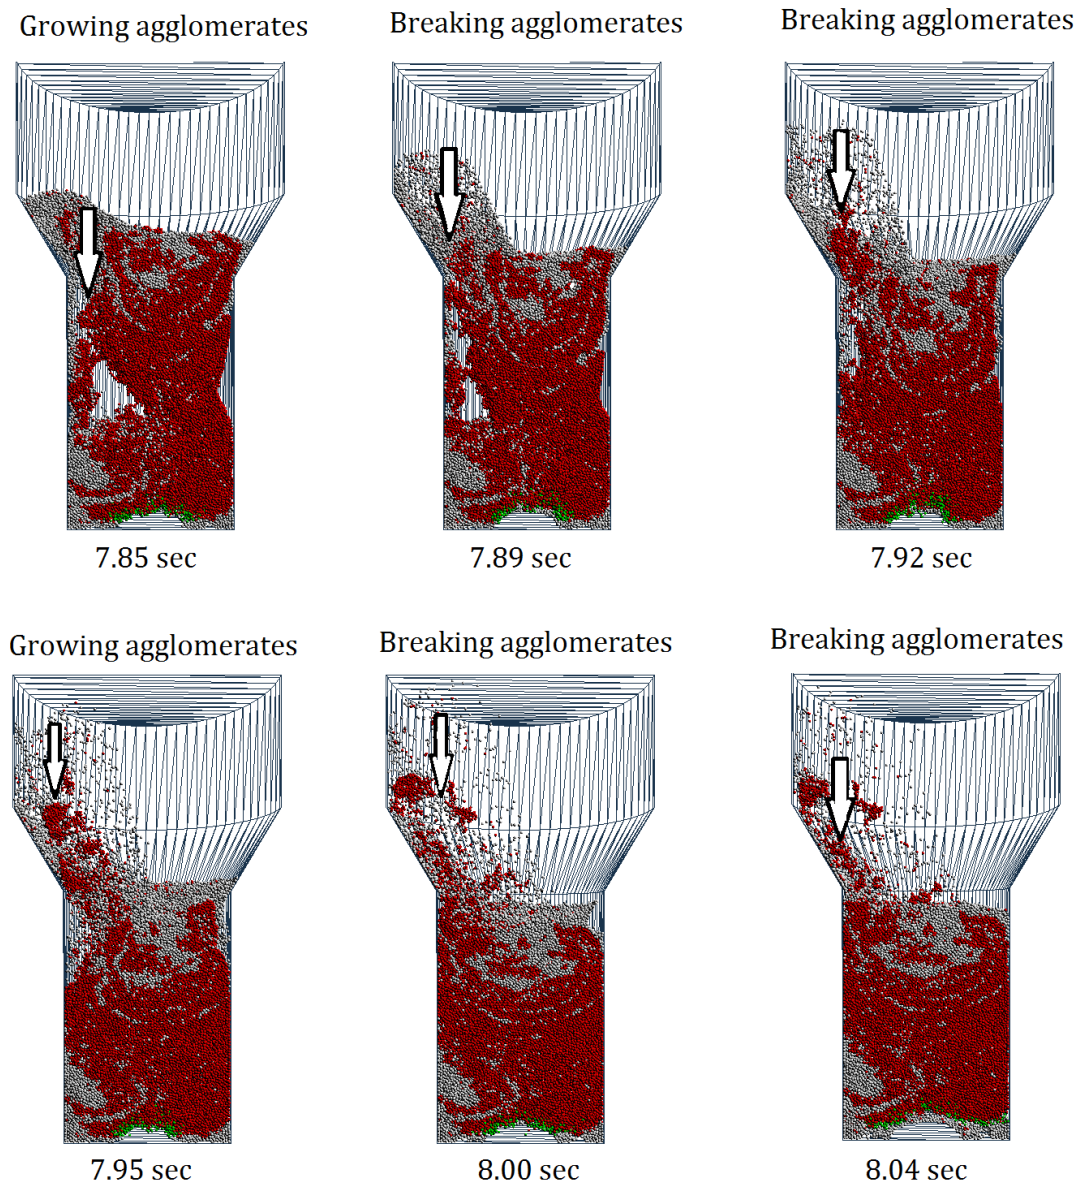 Growing agglomerates
Breaking agglomerates
Breaking agglomerates
7.85 sec
7.89 sec
7.92 sec
Growing agglomerates
Breaking agglomerates
Breaking agglomerates
7.95 sec
8.00 sec
8.04 sec